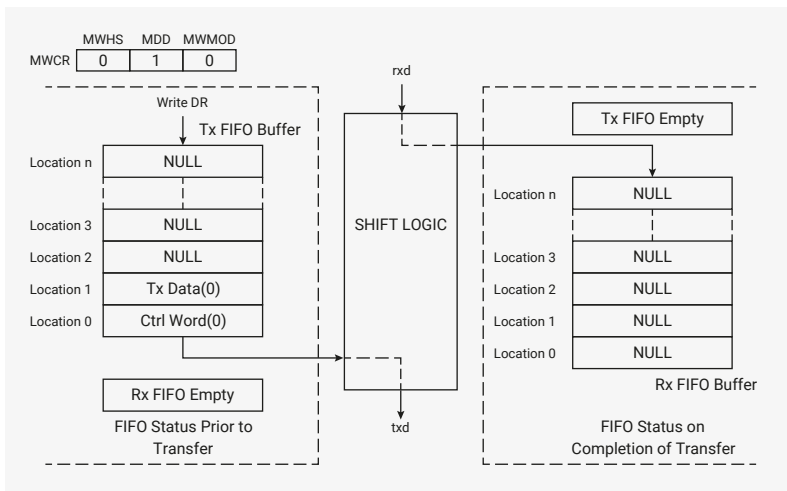 MWHS MDD MWMOD
MWCR 0 1 0
Write DR
Tx FIFO Buffer
Location n NULL
Location 3 NULL
Location 2 NULL
Location 1 Tx Data(0)
Location 0 Ctrl Word(0)
Rx FIFO Empty
FIFO Status Prior to
Transfer
rxd
SHIFT LOGIC
txd
Tx FIFO Empty
Location n NULL
Location 3 NULL
Location 2 NULL
Location 1 NULL
Location 0 NULL
Rx FIFO Buffer
FIFO Status on
Completion of Transfer